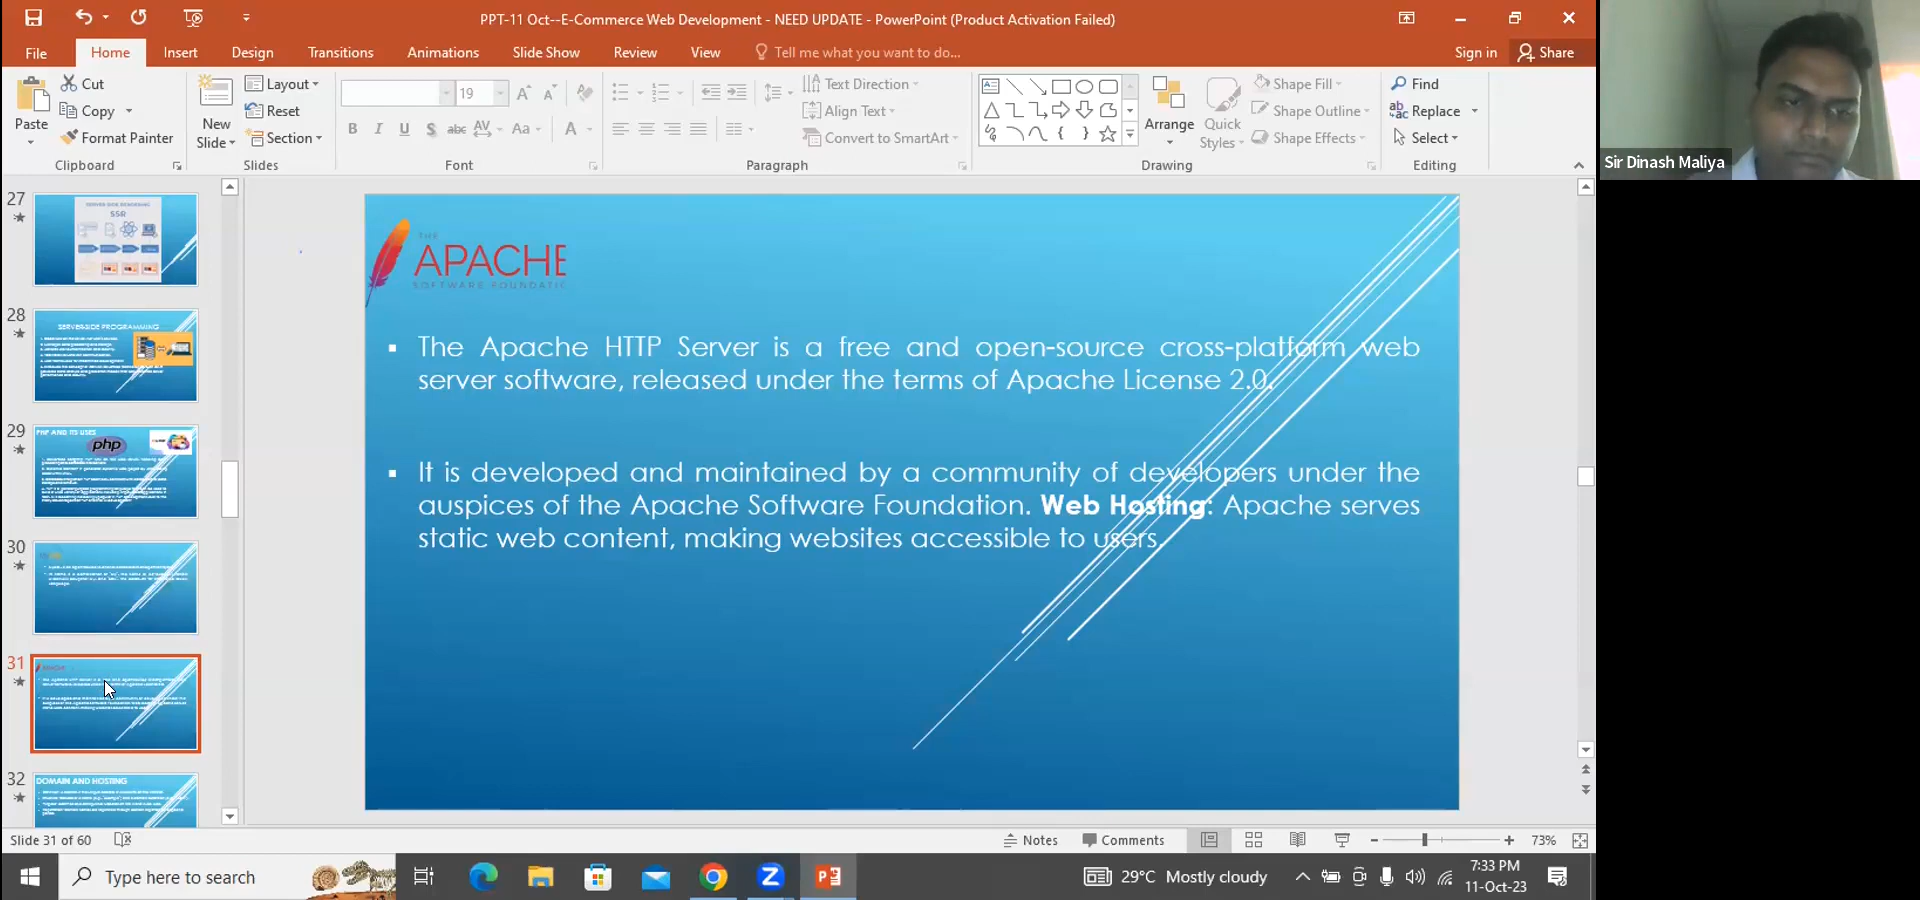 PPT-11 Oct--E-Commerce Web Development - NEED UPDATE - PowerPoint (Product Activation Failed)
File Home Insert Design Transitions Animations Slide Show Review View Tell me what you want to do... Sign in Share
Paste
Cut
Copy
Format Painter
Clipboard
New Slide
Layout
Reset
Section
Slides
19
Font
Text Direction
Align Text
Convert to SmartArt
Paragraph
Arrange
Quick Styles
Shape Fill
Shape Outline
Shape Effects
Drawing
Find
Replace
Select
Editing
Sir Dinash Maliya
27
SSR
28
SERVER-SIDE PROGRAMMING
29
PHP AND ITS USES
php
30
31
APACHE
32
DOMAIN AND HOSTING
THE
APACHE
SOFTWARE FOUNDATIO
▪ The Apache HTTP Server is a free and open-source cross-platform web
server software, released under the terms of Apache License 2.0.
▪ It is developed and maintained by a community of developers under the
auspices of the Apache Software Foundation. Web Hosting: Apache serves
static web content, making websites accessible to users.
Slide 31 of 60
Notes Comments 73%
Type here to search
29°C Mostly cloudy
7:33 PM
11-Oct-23